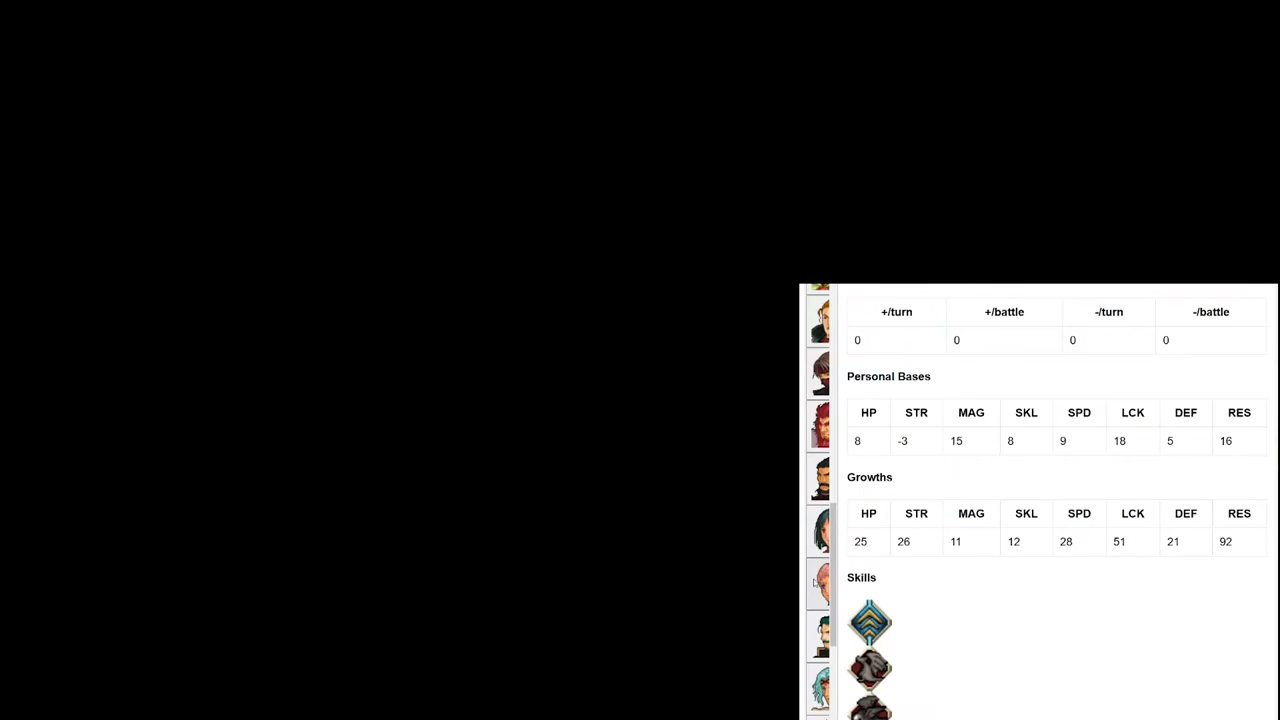 +/turn +/battle -/turn -/battle
0 0 0 0
Personal Bases
HP STR MAG SKL SPD LCK DEF RES
8 -3 15 8 9 18 5 16
Growths
HP STR MAG SKL SPD LCK DEF RES
25 26 11 12 28 51 21 92
Skills